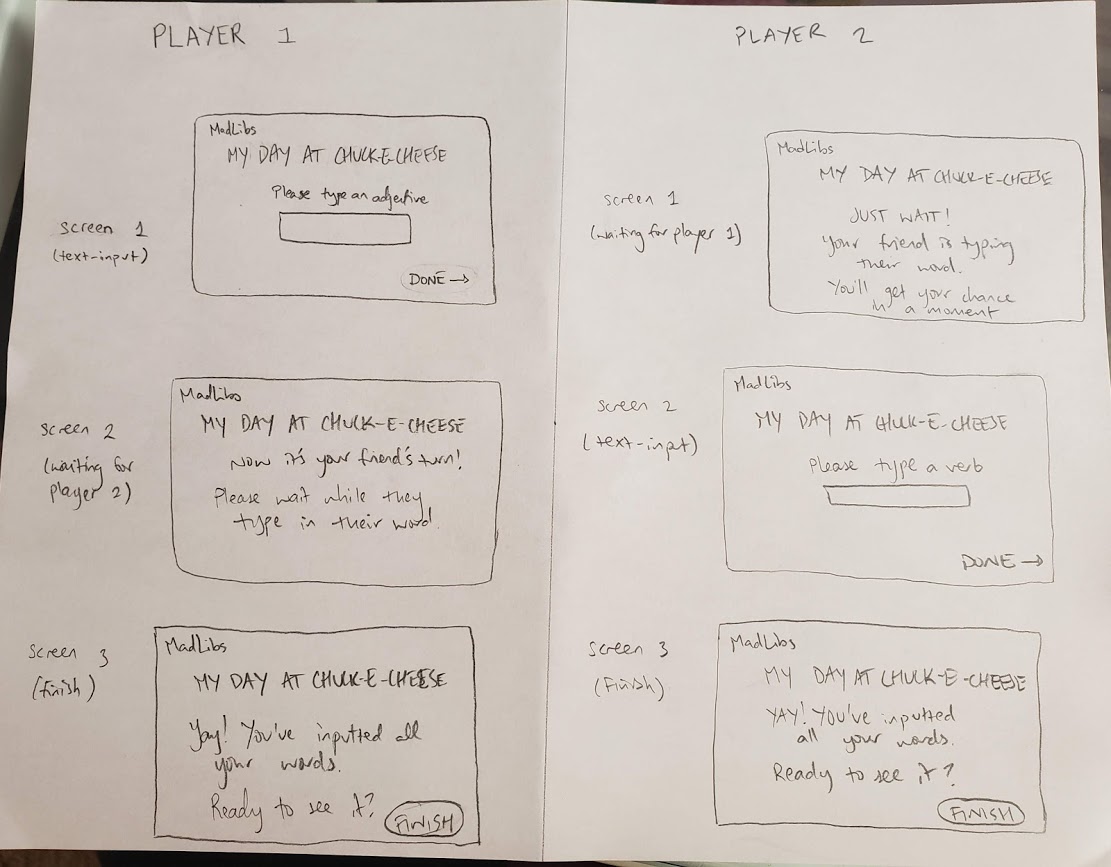 PLAYER 1
MadLibs
MY DAY AT CHUCK-E-CHEESE
Please type an adjective
DONE →
screen 1
(text-input)
MadLibs
MY DAY AT CHUCK-E-CHEESE
NOW it's your friend's turn!
Please wait while they
type in their word.
screen 2
(waiting for
player 2)
MadLibs
MY DAY AT CHUCK-E-CHEESE
Yay! You've inputted all
your words.
Ready to see it?
FINISH
screen 3
(finish)
PLAYER 2
MadLibs
MY DAY AT CHUCK-E-CHEESE
JUST WAIT!
Your friend is typing
their word.
You'll get your chance
in a moment
screen 1
(waiting for player 1)
MadLibs
MY DAY AT CHUCK-E-CHEESE
Please type a verb
DONE →
screen 2
(text-input)
MadLibs
MY DAY AT CHUCK-E-CHEESE
YAY! You've inputted
all your words.
Ready to see it?
FINISH
screen 3
(Finish)